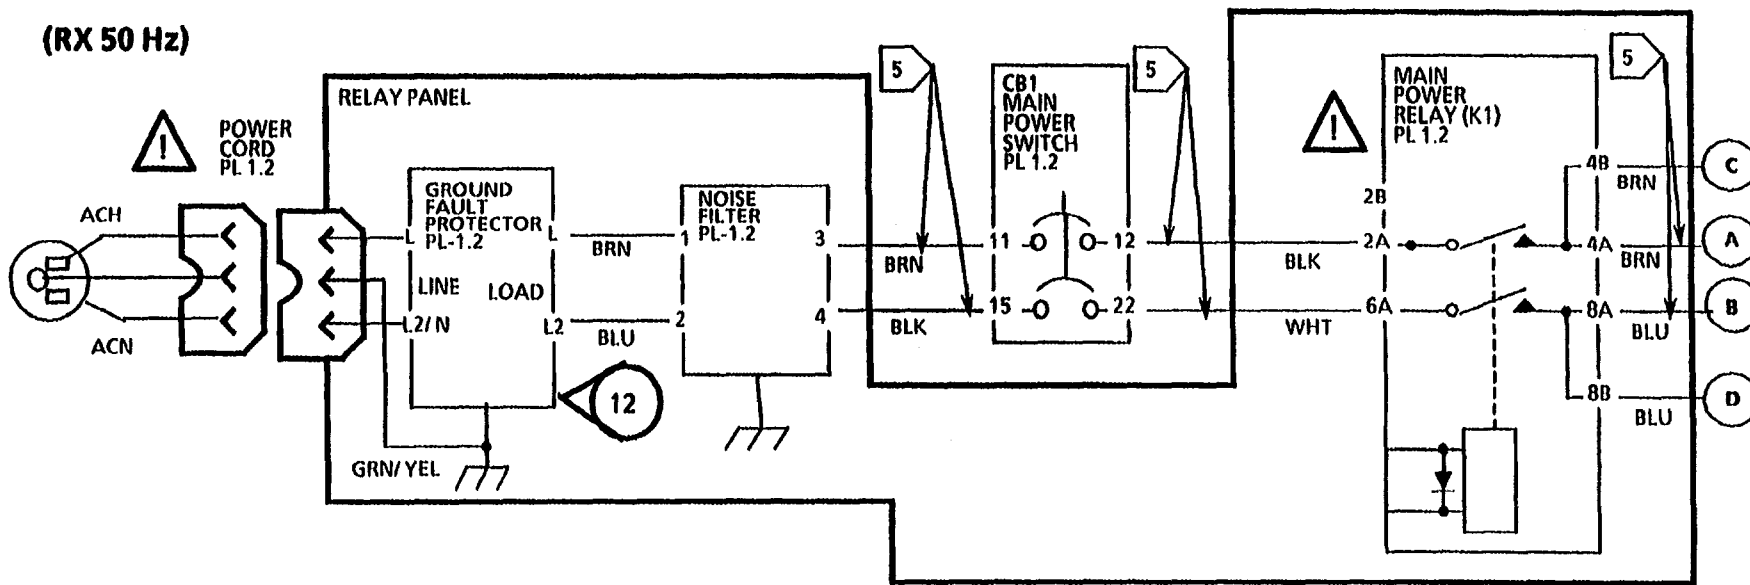 (RX 50 Hz)
RELAY PANEL
!
POWER
CORD
PL 1.2
ACH
ACN
GROUND
FAULT
PROTECTOR
PL-1.2
L
L
LINE
LOAD
L2/N
L2
GRN/YEL
12
BRN
BLU
NOISE
FILTER
PL-1.2
1
3
2
4
BRN
BLK
5
CB1
MAIN
POWER
SWITCH
PL 1.2
11
12
15
22
5
BLK
WHT
!
MAIN
POWER
RELAY (K1)
PL 1.2
2B
2A
6A
4B
4A
8A
8B
5
BRN
BRN
BLU
BLU
C
A
B
D